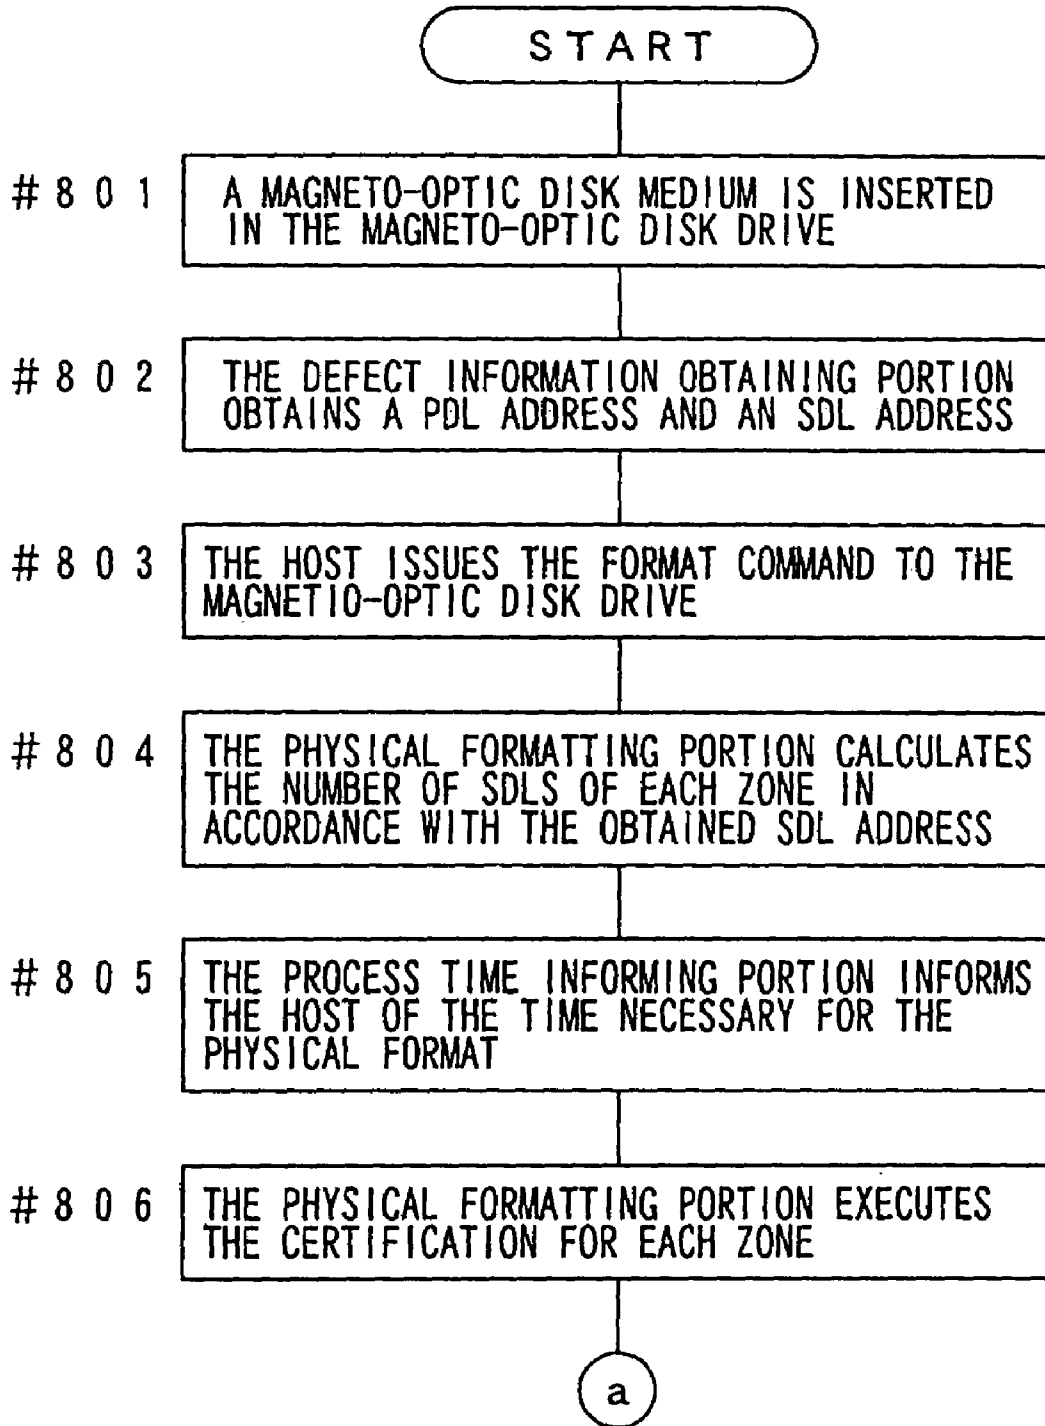 START
#801
A MAGNETO-OPTIC DISK MEDIUM IS INSERTED
IN THE MAGNETO-OPTIC DISK DRIVE
#802
THE DEFECT INFORMATION OBTAINING PORTION
OBTAINS A PDL ADDRESS AND AN SDL ADDRESS
#803
THE HOST ISSUES THE FORMAT COMMAND TO THE
MAGNETIO-OPTIC DISK DRIVE
#804
THE PHYSICAL FORMATTING PORTION CALCULATES
THE NUMBER OF SDLS OF EACH ZONE IN
ACCORDANCE WITH THE OBTAINED SDL ADDRESS
#805
THE PROCESS TIME INFORMING PORTION INFORMS
THE HOST OF THE TIME NECESSARY FOR THE
PHYSICAL FORMAT
#806
THE PHYSICAL FORMATTING PORTION EXECUTES
THE CERTIFICATION FOR EACH ZONE
a